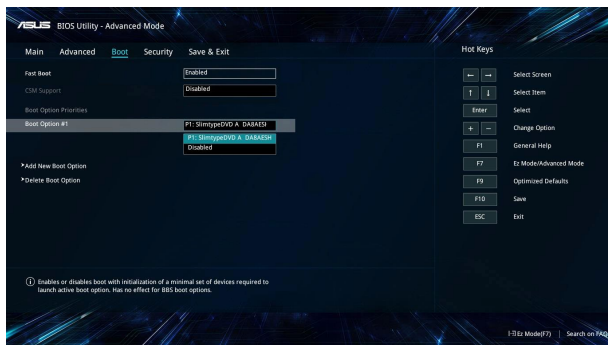 ASUS BIOS Utility - Advanced Mode
Main Advanced Boot Security Save & Exit
Hot Keys
Fast Boot Enabled
CSM Support Disabled
Boot Option Priorities
Boot Option #1 P1: SlimtypeDVD A DA8AESI
P1: SlimtypeDVD A DA8AESH
Disabled
>Add New Boot Option
>Delete Boot Option
← → Select Screen
↑ ↓ Select Item
Enter Select
+ − Change Option
F1 General Help
F7 Ez Mode/Advanced Mode
F9 Optimized Defaults
F10 Save
ESC Exit
i Enables or disables boot with initialization of a minimal set of devices required to
launch active boot option. Has no effect for BBS boot options.
Ez Mode(F7) | Search on FAQ